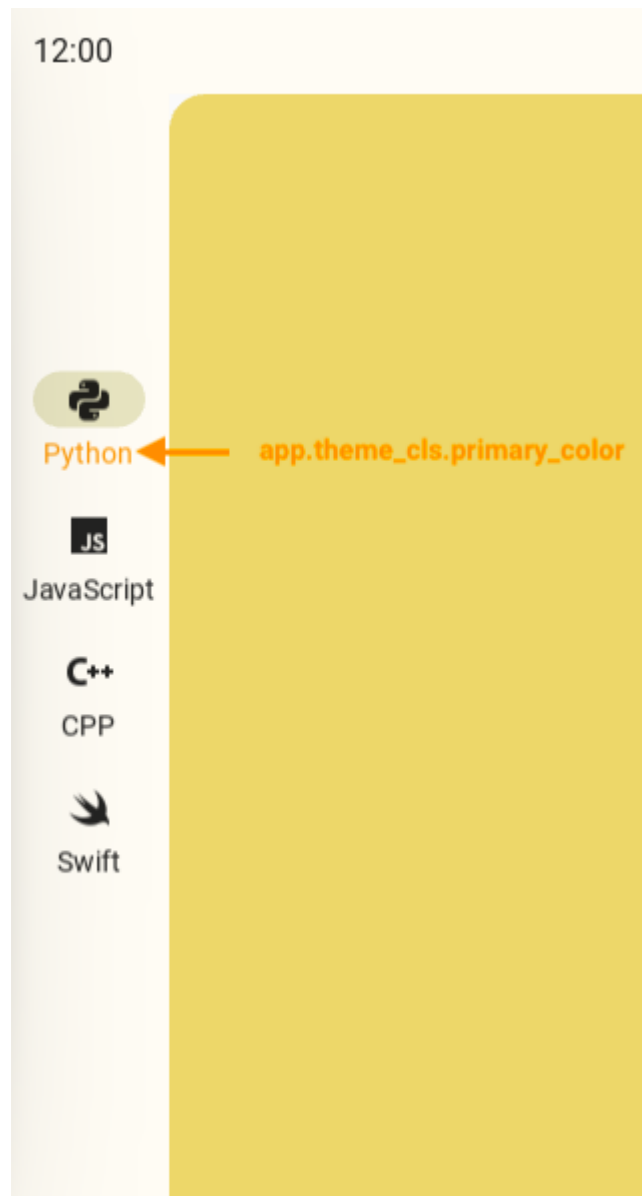 12:00
Python
app.theme_cls.primary_color
JS
JavaScript
C++
CPP
Swift